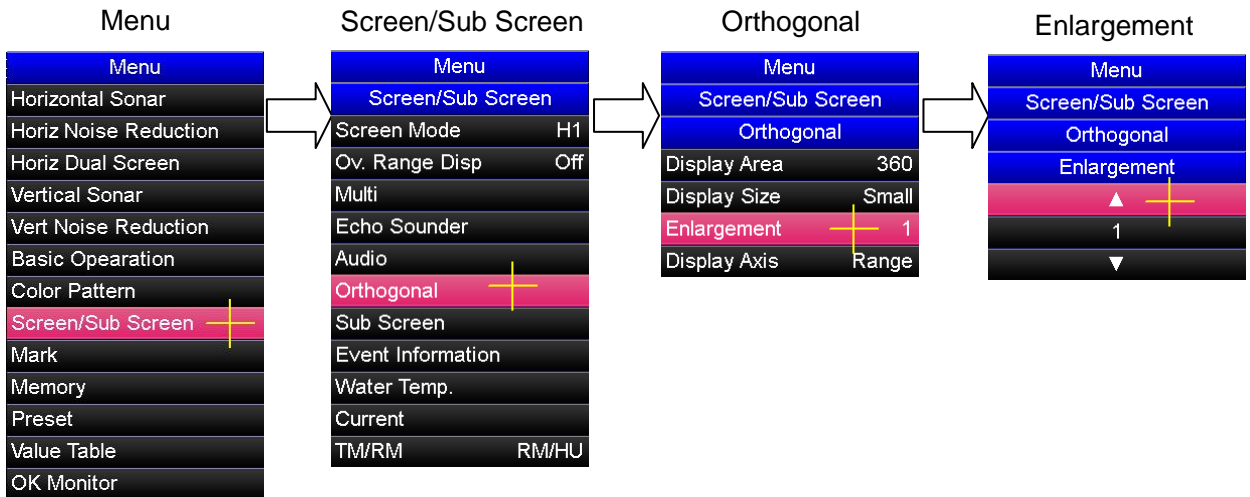 Menu
Menu
Horizontal Sonar
Horiz Noise Reduction
Horiz Dual Screen
Vertical Sonar
Vert Noise Reduction
Basic Opearation
Color Pattern
Screen/Sub Screen
Mark
Memory
Preset
Value Table
OK Monitor
Screen/Sub Screen
Menu
Screen/Sub Screen
Screen Mode H1
Ov. Range Disp Off
Multi
Echo Sounder
Audio
Orthogonal
Sub Screen
Event Information
Water Temp.
Current
TM/RM RM/HU
Orthogonal
Menu
Screen/Sub Screen
Orthogonal
Display Area 360
Display Size Small
Enlargement 1
Display Axis Range
Enlargement
Menu
Screen/Sub Screen
Orthogonal
Enlargement
▲
1
▼